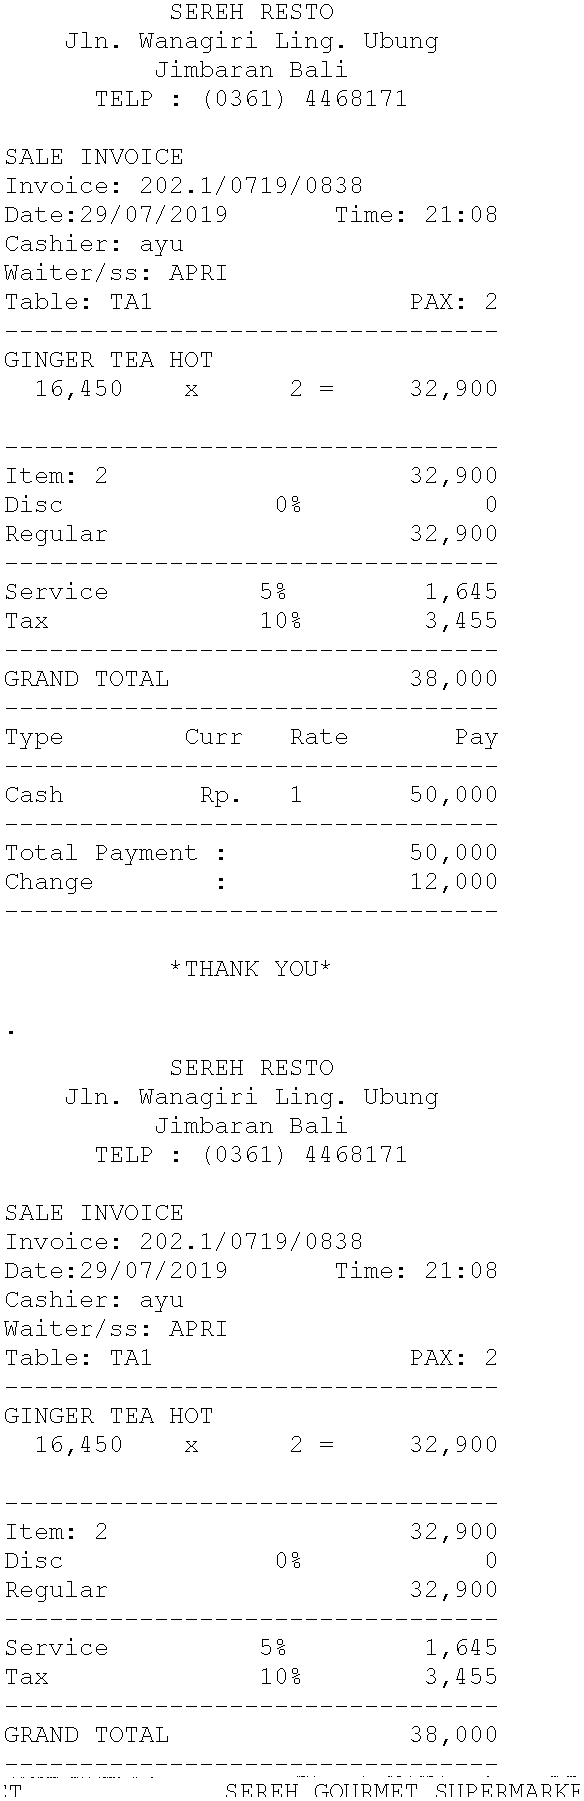 SEREH RESTO
Jln. Wanagiri Ling. Ubung
Jimbaran Bali
TELP : (0361) 4468171
SALE INVOICE
Invoice: 202.1/0719/0838
Date:29/07/2019 Time: 21:08
Cashier: ayu
Waiter/ss: APRI
Table: TA1 PAX: 2
---------------------------------
GINGER TEA HOT
16,450 x 2 = 32,900
---------------------------------
Item: 2 32,900
Disc 0% 0
Regular 32,900
---------------------------------
Service 5% 1,645
Tax 10% 3,455
---------------------------------
GRAND TOTAL 38,000
---------------------------------
Type Curr Rate Pay
---------------------------------
Cash Rp. 1 50,000
---------------------------------
Total Payment : 50,000
Change : 12,000
---------------------------------
*THANK YOU*
.
SEREH RESTO
Jln. Wanagiri Ling. Ubung
Jimbaran Bali
TELP : (0361) 4468171
SALE INVOICE
Invoice: 202.1/0719/0838
Date:29/07/2019 Time: 21:08
Cashier: ayu
Waiter/ss: APRI
Table: TA1 PAX: 2
---------------------------------
GINGER TEA HOT
16,450 x 2 = 32,900
---------------------------------
Item: 2 32,900
Disc 0% 0
Regular 32,900
---------------------------------
Service 5% 1,645
Tax 10% 3,455
---------------------------------
GRAND TOTAL 38,000
---------------------------------
SEREH GOURMET SUPERMARKE